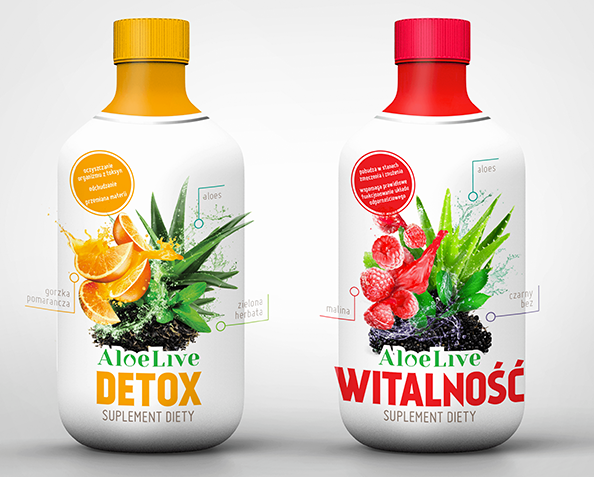 oczyszczanie
organizmu z toksyn
odchudzanie
przemiana materii
aloes
gorzka
pomarańcza
zielona
herbata
AloeLive
DETOX
SUPLEMENT DIETY
pobudza w stanach
zmęczenia i znużenia
wspomaga prawidłowe
funkcjonowanie układu
odpornościowego
aloes
malina
czarny
bez
AloeLive
WITALNOŚĆ
SUPLEMENT DIETY